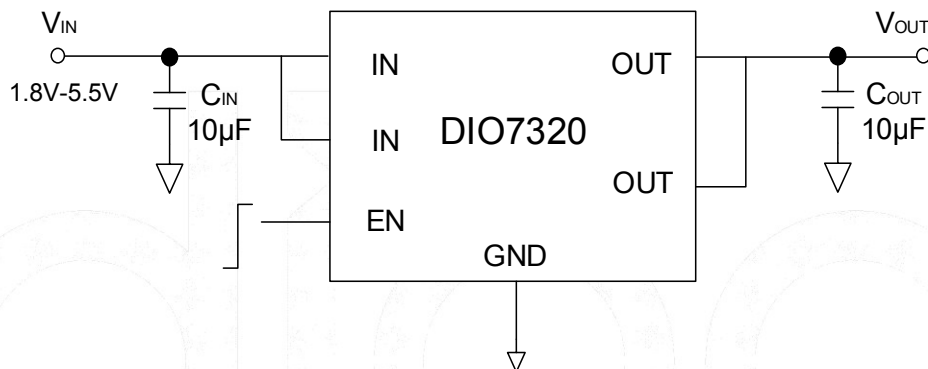 VIN
VOUT
1.8V-5.5V
CIN
10µF
IN
IN
EN
DIO7320
GND
OUT
OUT
COUT
10µF